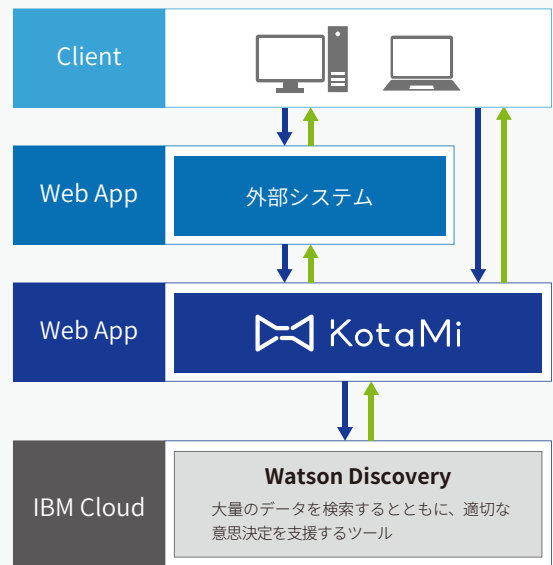 Client
Web App
外部システム
Web App
KotaMi
IBM Cloud
Watson Discovery
大量のデータを検索するとともに、適切な
意思決定を支援するツール